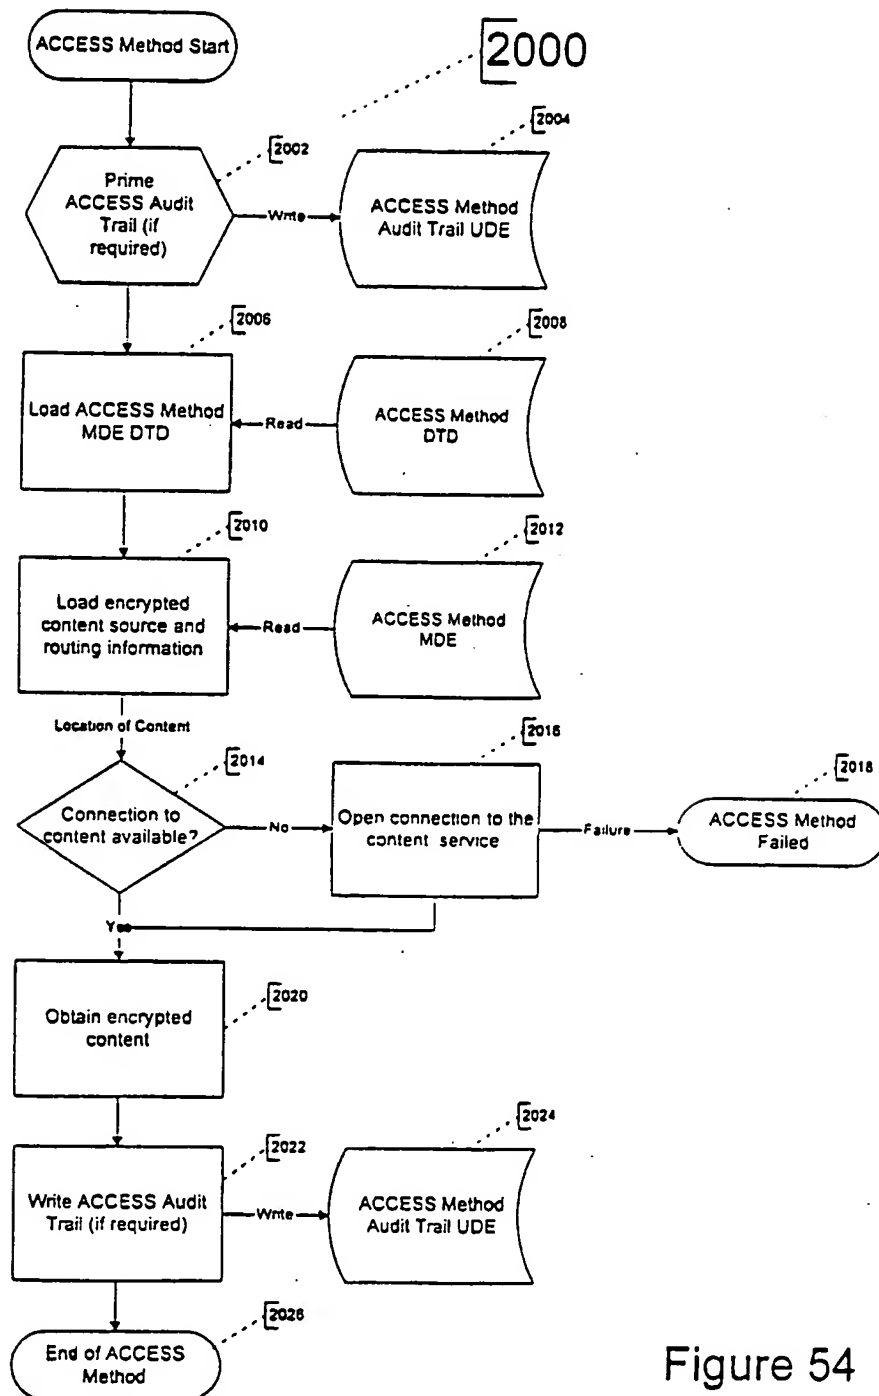 ACCESS Method Start
2000
2002
Prime
ACCESS Audit
Trail (if
required)
Write
2004
ACCESS Method
Audit Trail UDE
2006
Load ACCESS Method
MDE DTD
Read
2008
ACCESS Method
DTD
2010
Load encrypted
content source and
routing information
Read
2012
ACCESS Method
MDE
Location of Content
2014
Connection to
content available?
No
2016
Open connection to the
content service
Failure
2018
ACCESS Method
Failed
Yes
2020
Obtain encrypted
content
2022
Write ACCESS Audit
Trail (if required)
Write
2024
ACCESS Method
Audit Trail UDE
2026
End of ACCESS
Method
Figure 54